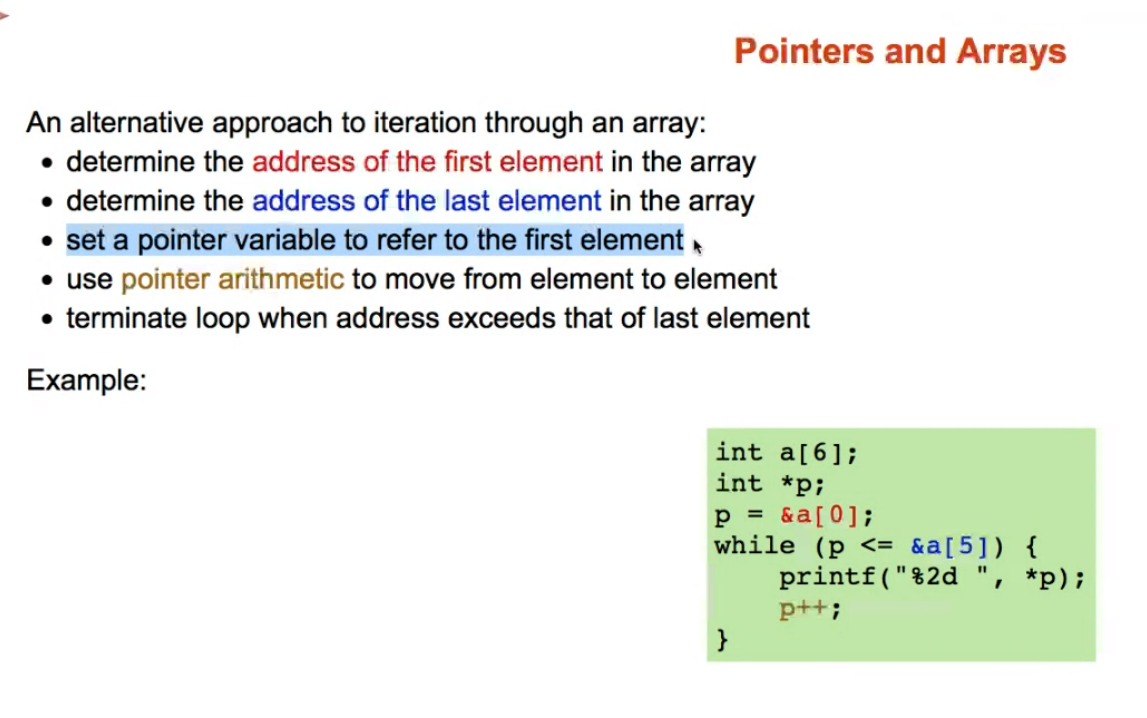 Pointers and Arrays
An alternative approach to iteration through an array:
• determine the address of the first element in the array
• determine the address of the last element in the array
• set a pointer variable to refer to the first element
• use pointer arithmetic to move from element to element
• terminate loop when address exceeds that of last element
Example:
int a[6];
int *p;
p = &a[0];
while (p <= &a[5]) {
    printf("%2d ", *p);
    p++;
}